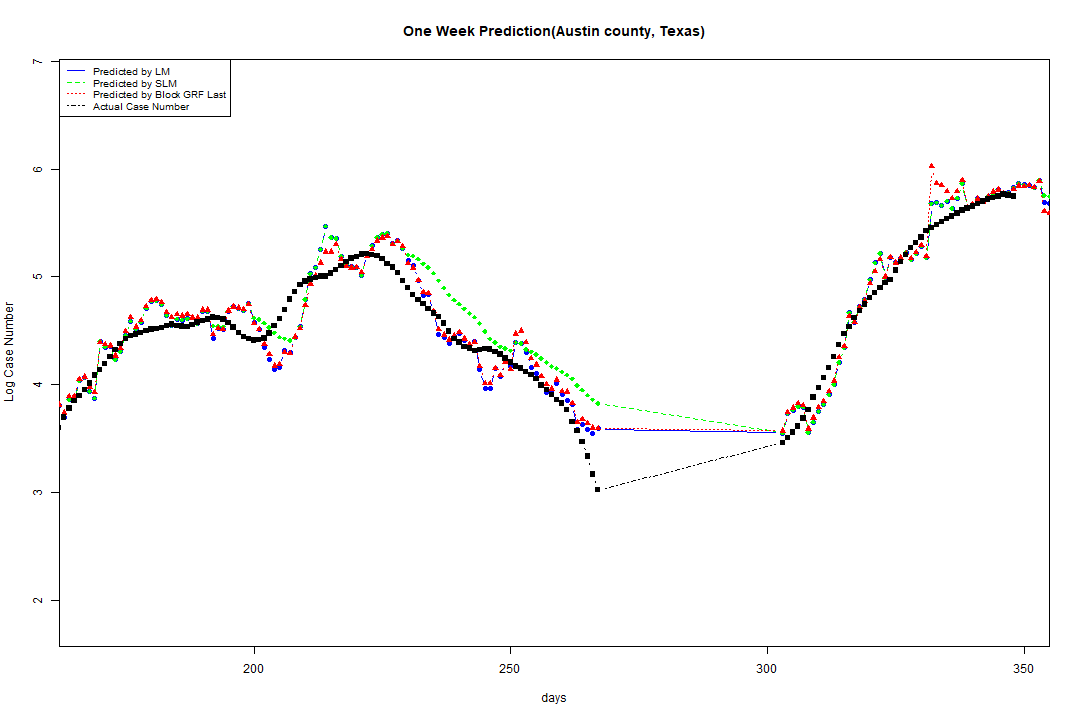 One Week Prediction(Austin county, Texas)
Predicted by LM
Predicted by SLM
Predicted by Block GRF Last
Actual Case Number
7
6
5
4
3
2
Log Case Number
200
250
300
350
days